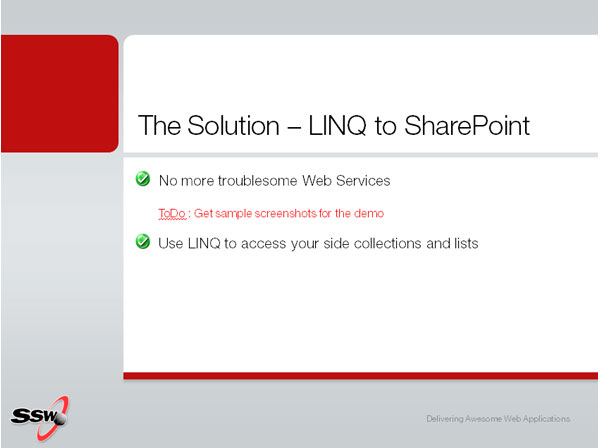 The Solution – LINQ to SharePoint
No more troublesome Web Services
ToDo : Get sample screenshots for the demo
Use LINQ to access your side collections and lists
SSW
Delivering Awesome Web Applications